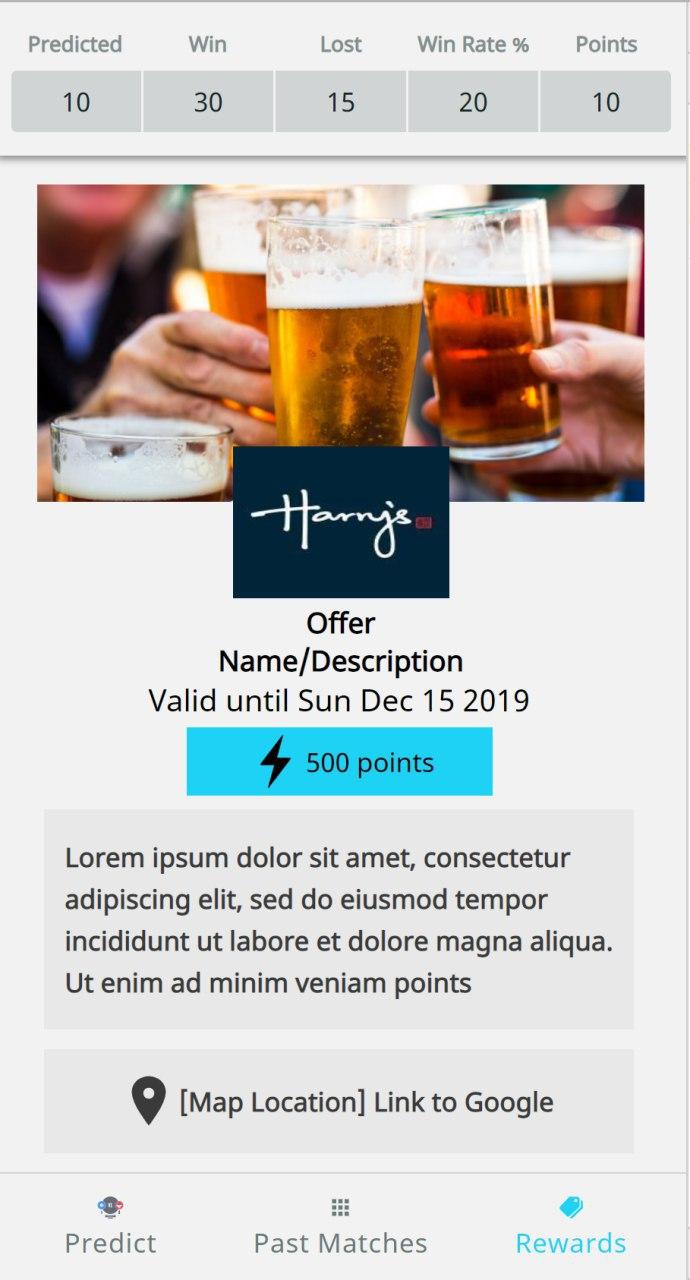 Predicted Win Lost Win Rate % Points
10 30 15 20 10
Harry's
Offer
Name/Description
Valid until Sun Dec 15 2019
500 points
Lorem ipsum dolor sit amet, consectetur
adipiscing elit, sed do eiusmod tempor
incididunt ut labore et dolore magna aliqua.
Ut enim ad minim veniam points
[Map Location] Link to Google
Predict Past Matches Rewards